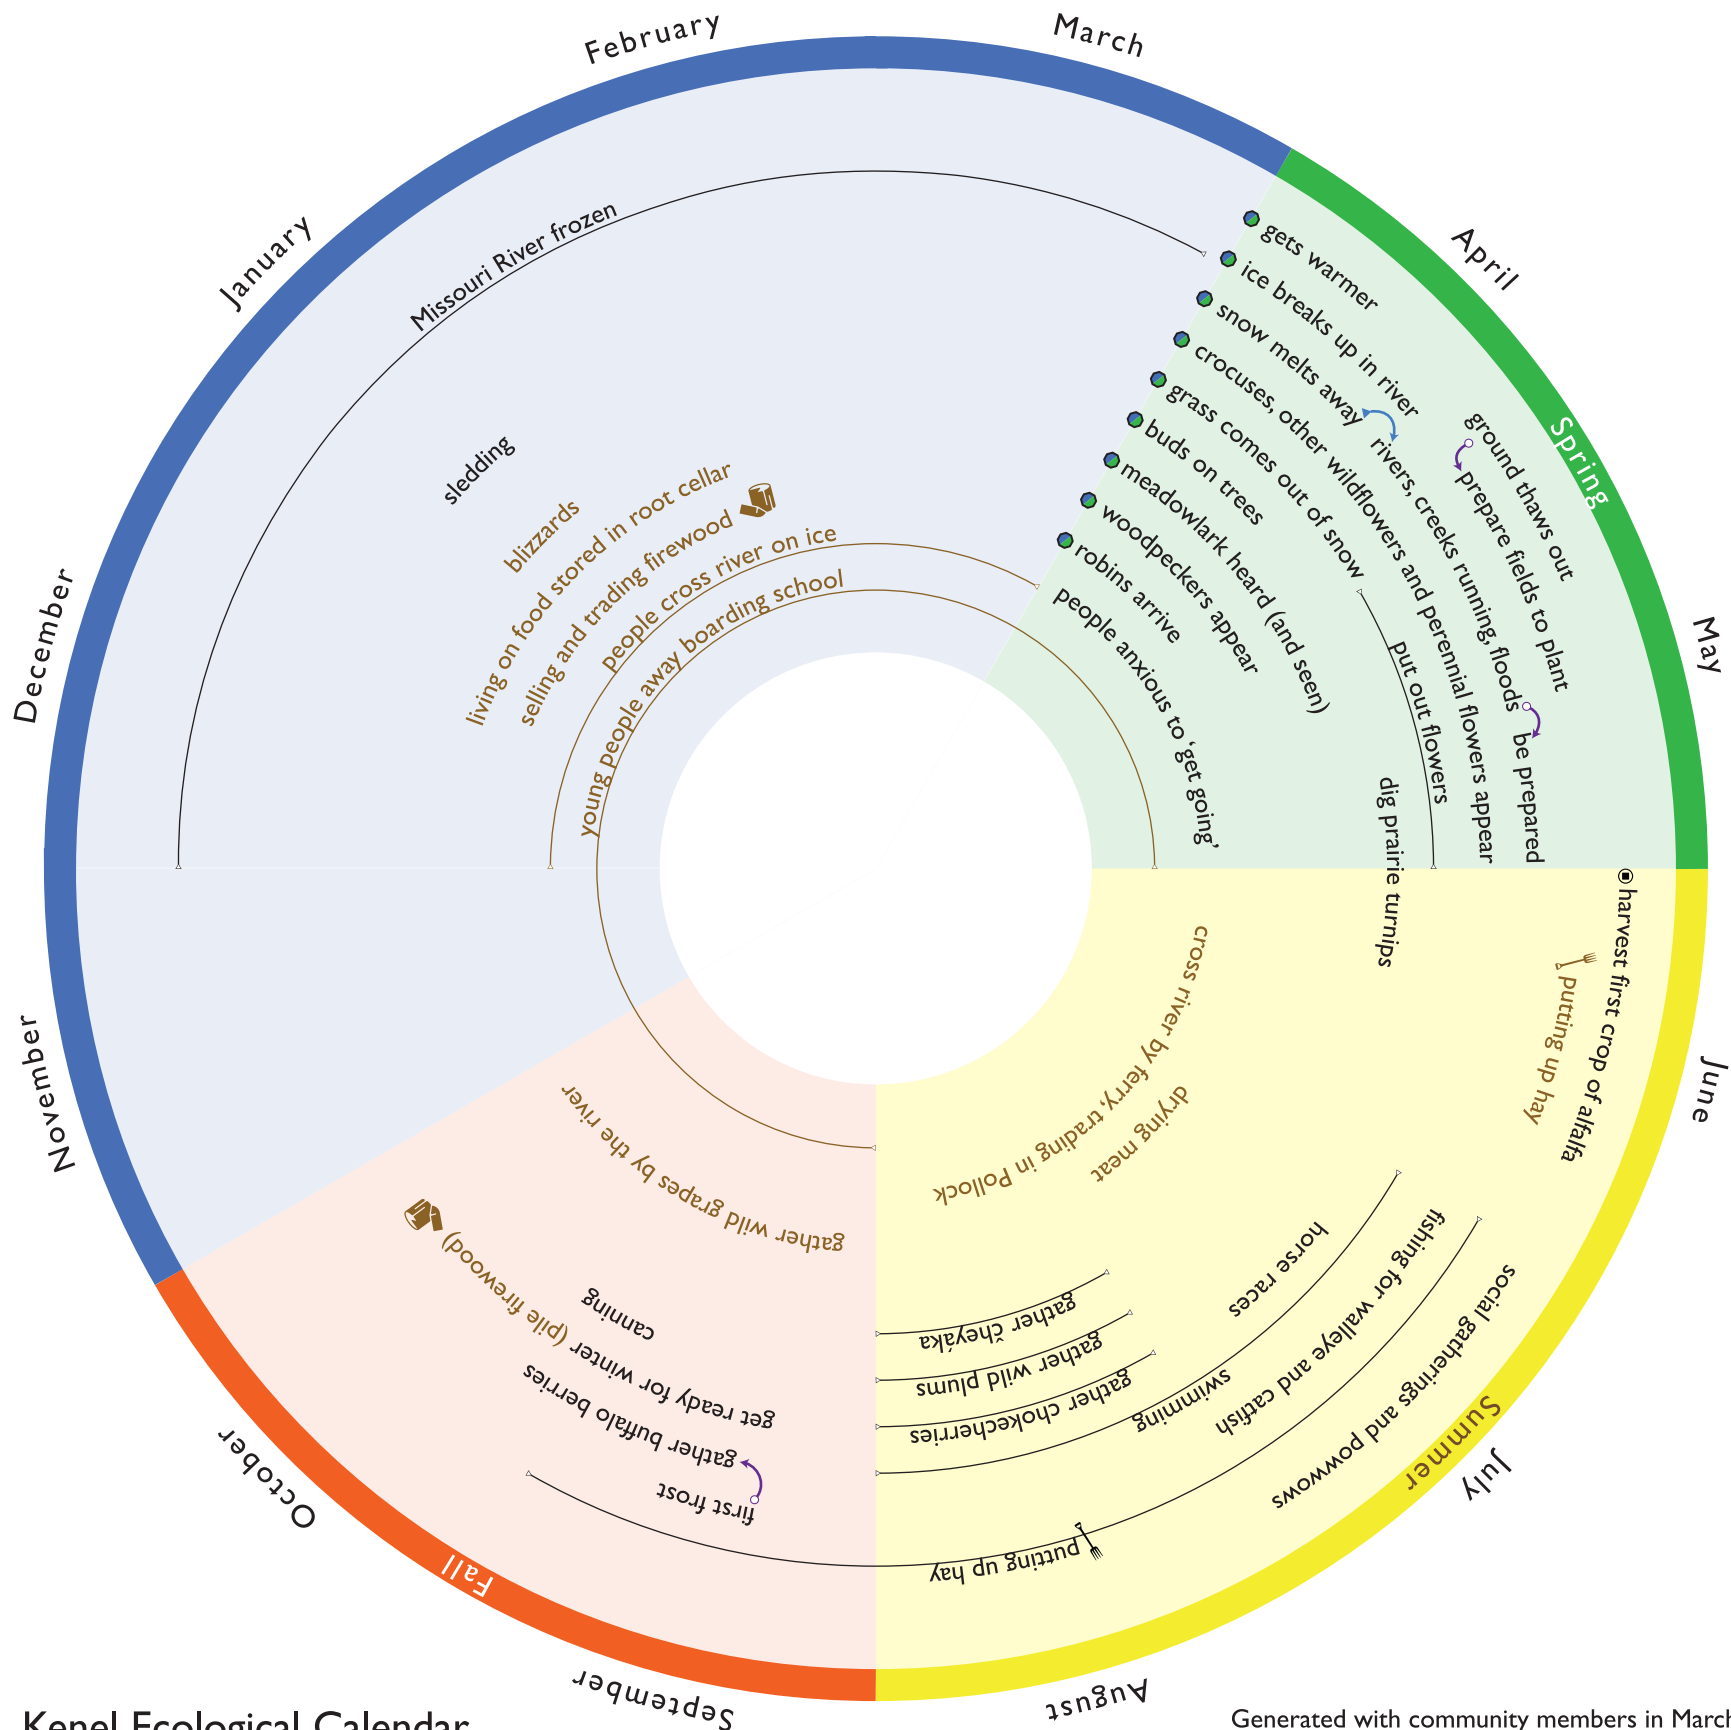 February
March
January
April
December
May
November
June
October
July
September
August
Spring
Summer
Fall
Missouri River frozen
sledding
blizzards
living on food stored in root cellar
selling and trading firewood
people cross river on ice
young people away boarding school
gets warmer
ice breaks up in river
snow melts away
rivers, creeks running, floods
be prepared
crocuses, other wildflowers and perennial flowers appear
grass comes out of snow
put out flowers
buds on trees
meadowlark heard (and seen)
woodpeckers appear
robins arrive
people anxious to ‘get going’
ground thaws out
prepare fields to plant
dig prairie turnips
harvest first crop of alfalfa
putting up hay
cross river by ferry, trading in Pollock
drying meat
horse races
fishing for walleye and catfish
social gatherings and powwows
swimming
gather čheyáka
gather wild plums
gather chokecherries
putting up hay
gather wild grapes by the river
canning
get ready for winter (pile firewood)
gather buffalo berries
first frost
Kenel Ecological Calendar
Generated with community members in March